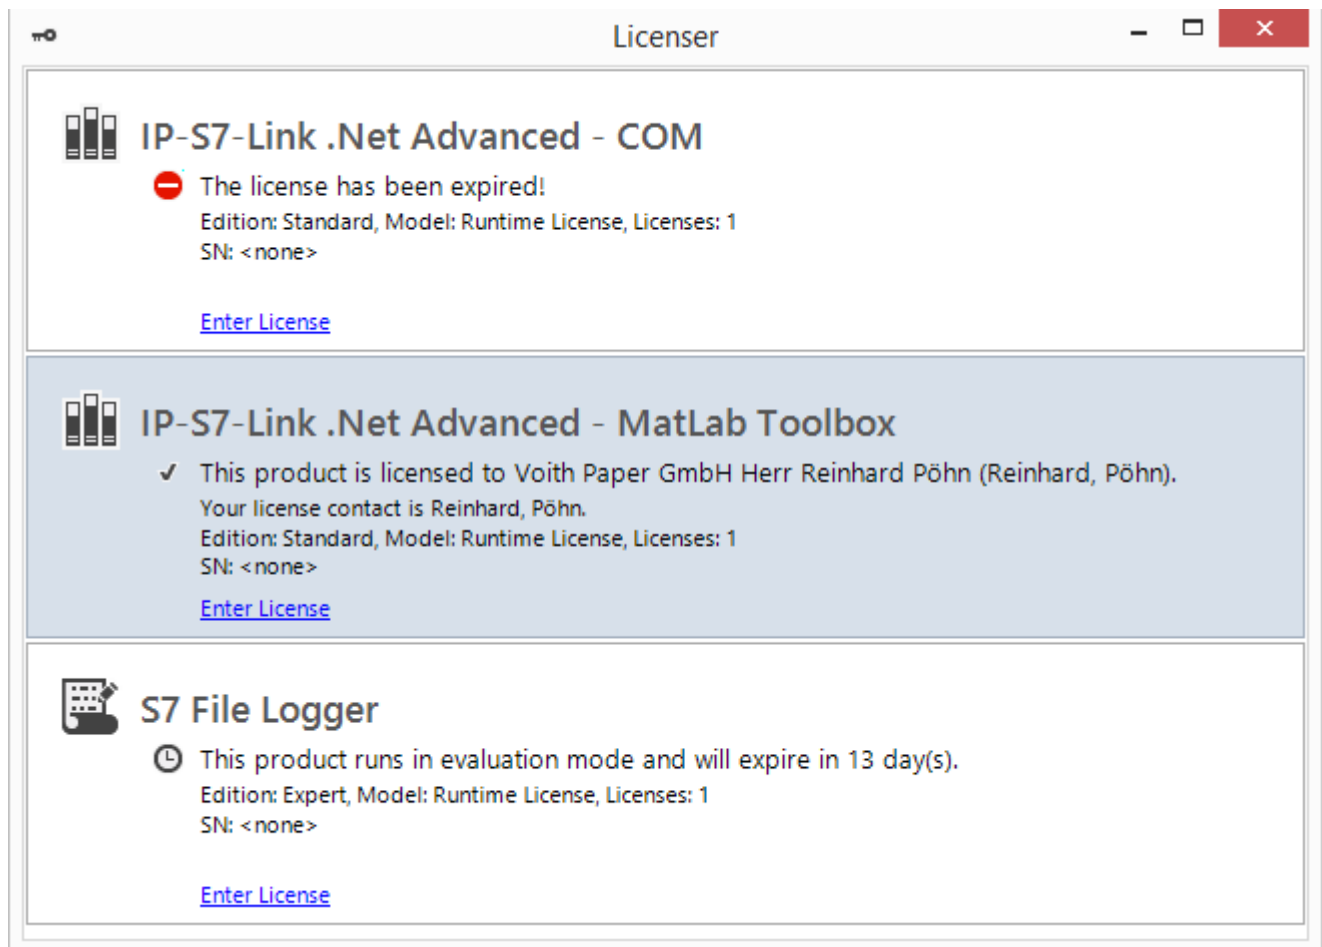 Licenser
IP-S7-Link .Net Advanced - COM
The license has been expired!
Edition: Standard, Model: Runtime License, Licenses: 1
SN: <none>
Enter License
IP-S7-Link .Net Advanced - MatLab Toolbox
This product is licensed to Voith Paper GmbH Herr Reinhard Pöhn (Reinhard, Pöhn).
Your license contact is Reinhard, Pöhn.
Edition: Standard, Model: Runtime License, Licenses: 1
SN: <none>
Enter License
S7 File Logger
This product runs in evaluation mode and will expire in 13 day(s).
Edition: Expert, Model: Runtime License, Licenses: 1
SN: <none>
Enter License